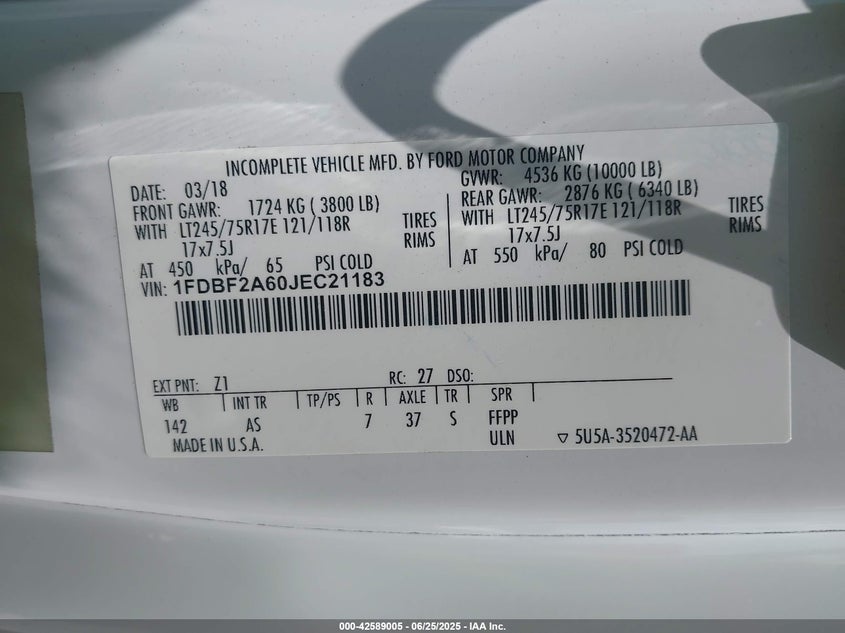 INCOMPLETE VEHICLE MFD. BY FORD MOTOR COMPANY
DATE: 03/18 GVWR: 4536 KG (10000 LB)
FRONT GAWR: 1724 KG ( 3800 LB) REAR GAWR: 2876 KG ( 6340 LB)
WITH LT245/75R17E 121/118R TIRES WITH LT245/75R17E 121/118R TIRES
17x7.5J RIMS 17x7.5J RIMS
AT 450 kPa/ 65 PSI COLD AT 550 kPa/ 80 PSI COLD
VIN: 1FDBF2A60JEC21183
EXT PNT: Z1 RC: 27 DSO:
WB INT TR TP/PS R AXLE TR SPR
142 AS 7 37 S FFPP
MADE IN U.S.A. ULN ▽ 5U5A-3520472-AA
000-42589005 - 06/25/2025 - IAA Inc.